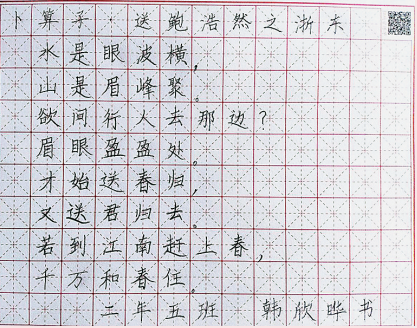 卜算子·送鲍浩然之浙东
水是眼波横，
山是眉峰聚。
欲问行人去那边？
眉眼盈盈处。
才始送春归，
又送君归去。
若到江南赶上春，
千万和春住。
二年五班 韩欣晔书